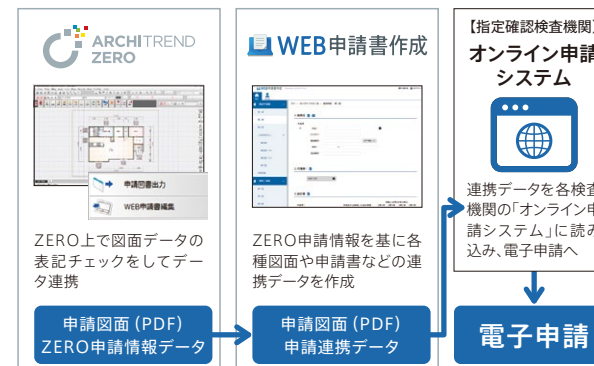 ARCHITREND
ZERO
申請図書出力
WEB申請書編集
ZERO上で図面データの
表記チェックをしてデー
タ連携
申請図面（PDF）
ZERO申請情報データ
WEB申請書作成
ZERO申請情報を基に各
種図面や申請書などの連
携データを作成
申請図面（PDF）
申請連携データ
【指定確認検査機関】
オンライン申請
システム
連携データを各検査
機関の「オンライン申
請システム」に読み
込み、電子申請へ
電子申請